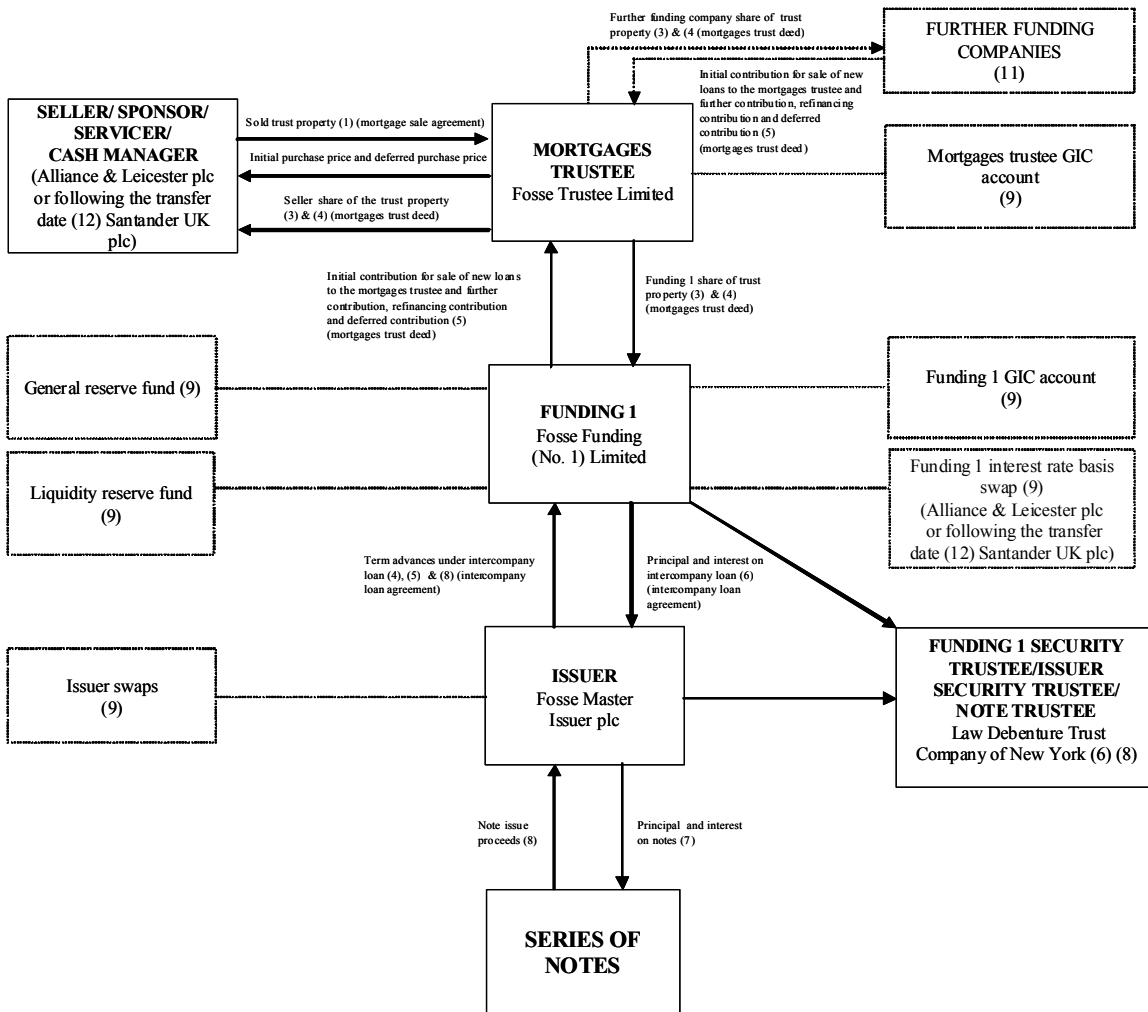 Further funding company share of trust
property (3) & (4 (mortgages trust deed)
FURTHER FUNDING
COMPANIES
(11)
SELLER/ SPONSOR/
SERVICER/
CASH MANAGER
(Alliance & Leicester plc
or following the transfer
date (12) Santander UK
plc)
Sold trust property (1) (mortgage sale agreement)
Initial purchase price and deferred purchase price
Seller share of the trust property
(3) & (4) (mortgages trust deed)
MORTGAGES
TRUSTEE
Fosse Trustee Limited
Initial contribution for sale of new
loans to the mortgages trustee and
further contribution, refinancing
contribution and deferred
contribution (5)
(mortgages trust deed)
Mortgages trustee GIC
account
(9)
Initial contribution for sale of new loans
to the mortgages trustee and further
contribution, refinancing contribution
and deferred contribution (5)
(mortgages trust deed)
Funding 1 share of trust
property (3) & (4)
(mortgages trust deed)
General reserve fund (9)
FUNDING 1
Fosse Funding
(No. 1) Limited
Funding 1 GIC account
(9)
Liquidity reserve fund
(9)
Funding 1 interest rate basis
swap (9)
(Alliance & Leicester plc
or following the transfer
date (12) Santander UK plc)
Term advances under intercompany
loan (4), (5) & (8) (intercompany
loan agreement)
Principal and interest on
intercompany loan (6)
(intercompany loan
agreement)
Issuer swaps
(9)
ISSUER
Fosse Master
Issuer plc
FUNDING 1 SECURITY
TRUSTEE/ISSUER
SECURITY TRUSTEE/
NOTE TRUSTEE
Law Debenture Trust
Company of New York (6) (8)
Note issue
proceeds (8)
Principal and interest
on notes (7)
SERIES OF
NOTES